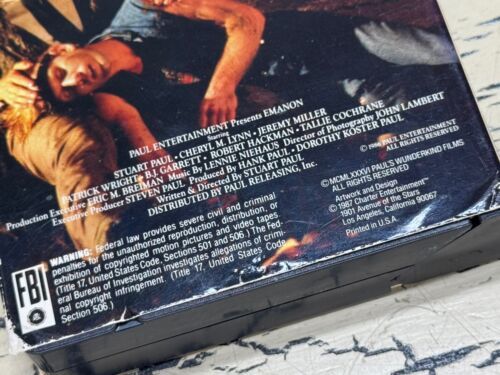 PAUL ENTERTAINMENT Presents EMANON
Starring
STUART PAUL • CHERYL M. LYNN • JEREMY MILLER
PATRICK WRIGHT • B.J. GARRETT • ROBERT HACKMAN • TALLIE COCHRANE
Production Executive ERIC M. BREIMAN • Music by LENNIE NIEHAUS • Director of Photography JOHN LAMBERT
Executive Producer STEVEN PAUL • Produced by HANK PAUL • DOROTHY KOSTER PAUL
Written & Directed by STUART PAUL
DISTRIBUTED BY PAUL RELEASING, Inc.
© 1986 PAUL ENTERTAINMENT
ALL RIGHTS RESERVED
© MCMLXXXVI PAUL'S WUNDERKIND FILMS
ALL RIGHTS RESERVED
Artwork and Design
© 1987 Charter Entertainment™
1901 Avenue of the Stars
Los Angeles, California 90067
Printed in U.S.A.
FBI
WARNING: Federal law provides severe civil and criminal
penalties for the unauthorized reproduction, distribution, or
exhibition of copyrighted motion pictures and video tapes
(Title 17, United States Code, Sections 501 and 506.) The Fed-
eral Bureau of Investigation investigates allegations of crimi-
nal copyright infringement. (Title 17, United States Code
Section 506.)